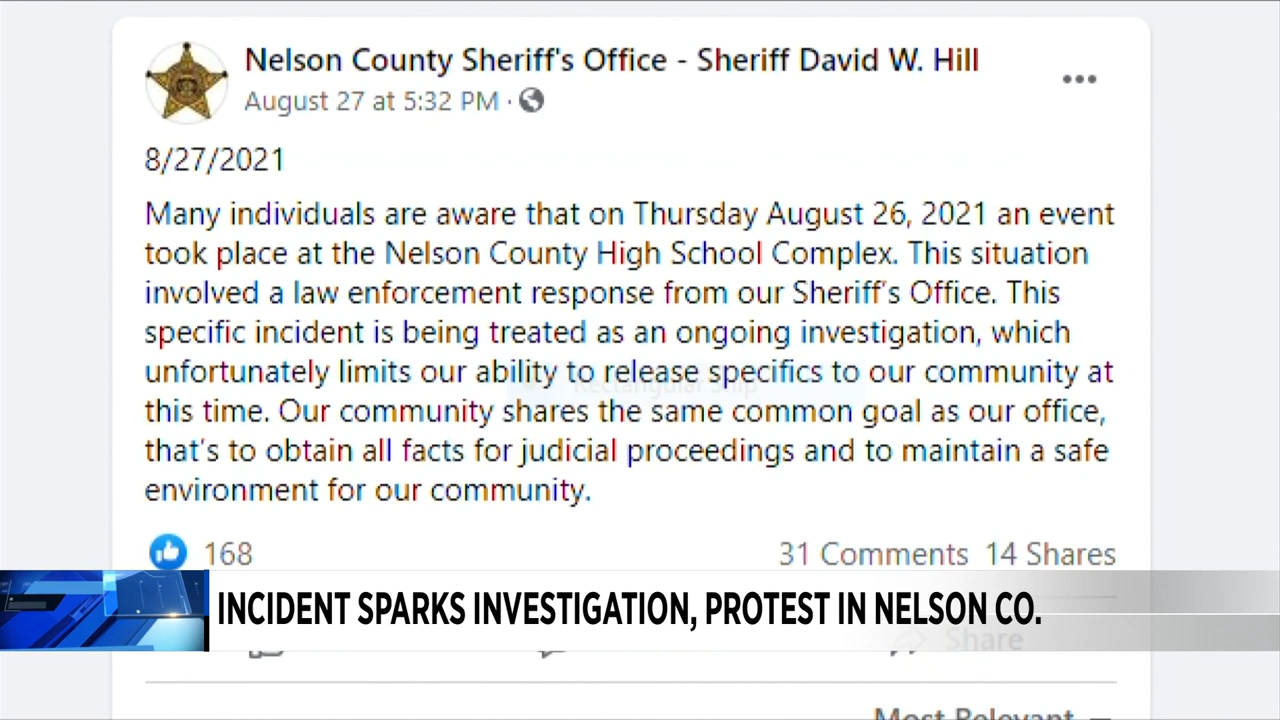 Nelson County Sheriff's Office - Sheriff David W. Hill
August 27 at 5:32 PM ·
8/27/2021
Many individuals are aware that on Thursday August 26, 2021 an event
took place at the Nelson County High School Complex. This situation
involved a law enforcement response from our Sheriff's Office. This
specific incident is being treated as an ongoing investigation, which
unfortunately limits our ability to release specifics to our community at
this time. Our community shares the same common goal as our office,
that's to obtain all facts for judicial proceedings and to maintain a safe
environment for our community.
168
31 Comments 14 Shares
INCIDENT SPARKS INVESTIGATION, PROTEST IN NELSON CO.
Share
Most Relevant